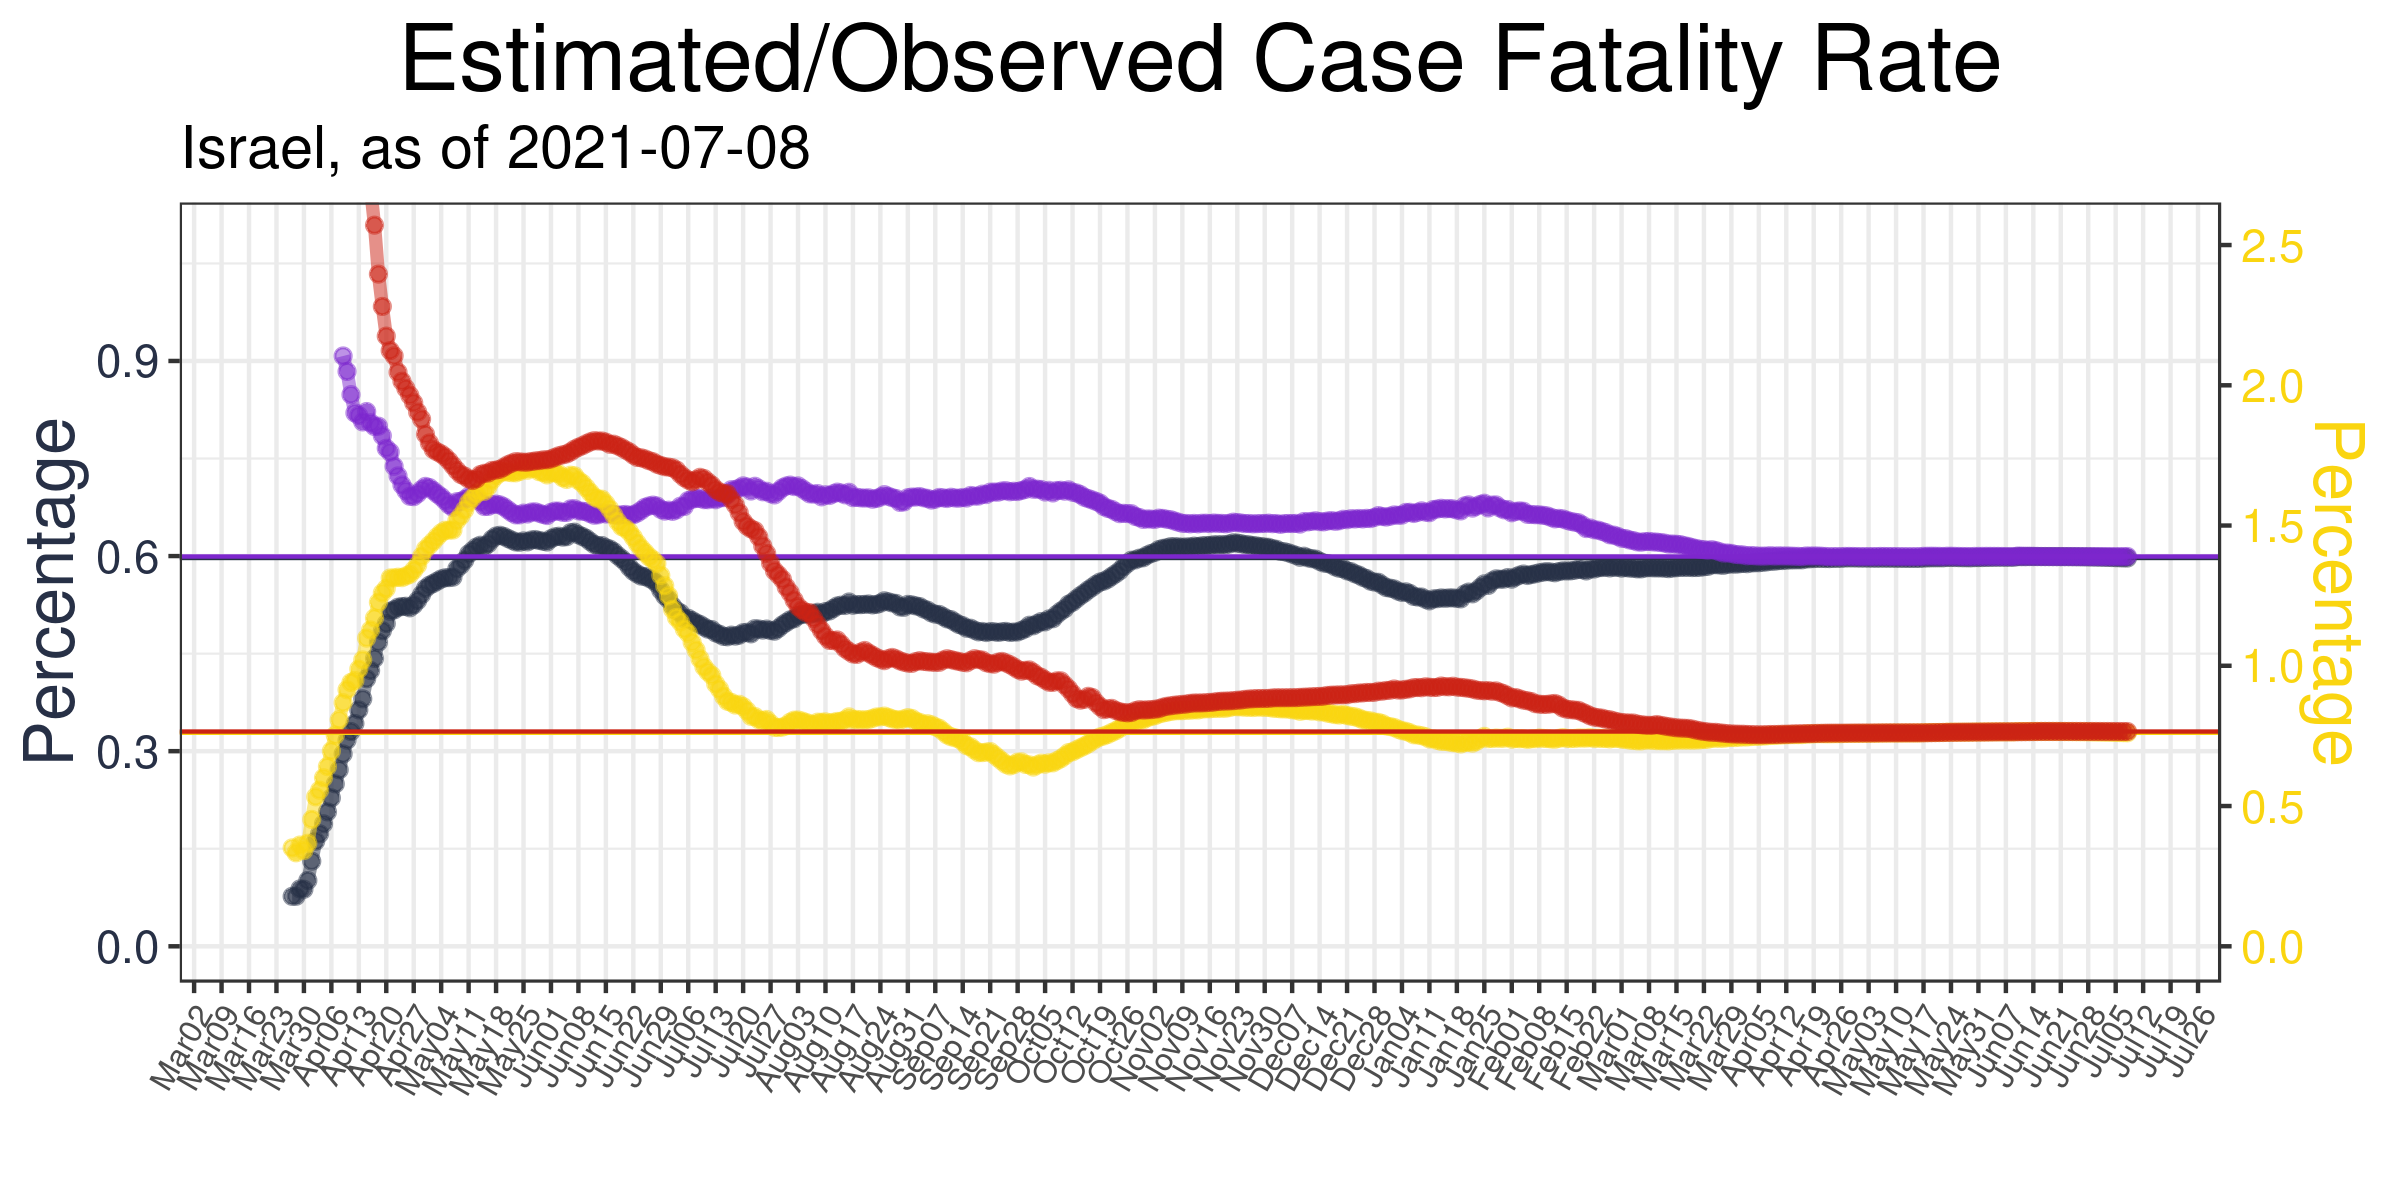 Estimated/Observed Case Fatality Rate
Israel, as of 2021-07-08
Percentage
0.9
0.6
0.3
0.0
2.5
2.0
1.5
1.0
0.5
0.0
Percentage
Mar02 Mar09 Mar16 Mar23 Mar30 Apr06 Apr13 Apr20 Apr27 May04 May11 May18 May25 Jun01 Jun08 Jun15 Jun22 Jun29 Jul06 Jul13 Jul20 Jul27 Aug03 Aug10 Aug17 Aug24 Aug31 Sep07 Sep14 Sep21 Sep28 Oct05 Oct12 Oct19 Oct26 Nov02 Nov09 Nov16 Nov23 Nov30 Dec07 Dec14 Dec21 Dec28 Jan04 Jan11 Jan18 Jan25 Feb01 Feb08 Feb15 Feb22 Mar01 Mar08 Mar15 Mar22 Mar29 Apr05 Apr12 Apr19 Apr26 May03 May10 May17 May24 May31 Jun07 Jun14 Jun21 Jun28 Jul05 Jul12 Jul19 Jul26